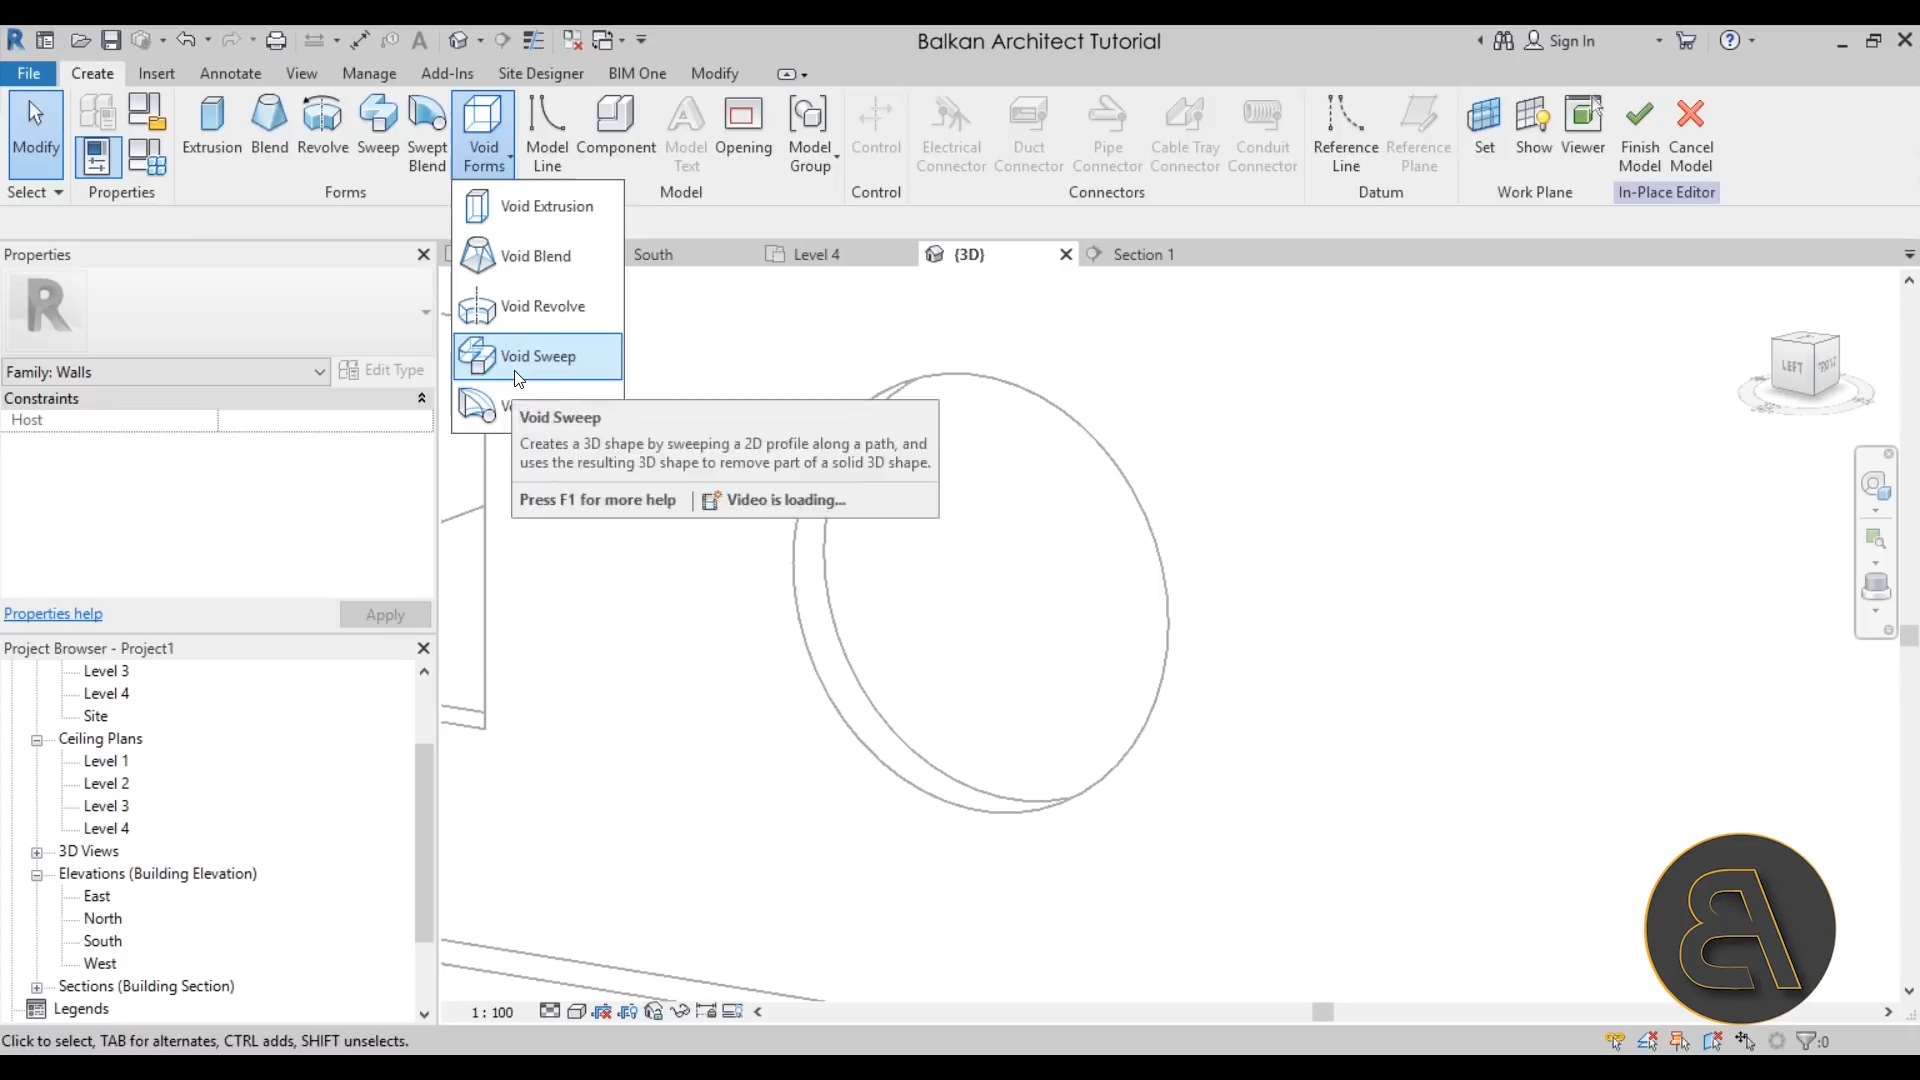 Balkan Architect Tutorial
Sign In
File Create Insert Annotate View Manage Add-Ins Site Designer BIM One Modify
Modify
Extrusion Blend Revolve Sweep Swept Blend Void Forms Model Line Component Model Text Opening Model Group Control Electrical Connector Duct Connector Pipe Connector Cable Tray Connector Conduit Connector Reference Line Reference Plane Set Show Viewer Finish Model Cancel Model
Select Properties Forms Model Control Connectors Datum Work Plane In-Place Editor
Void Extrusion
Void Blend
Void Revolve
Void Sweep
Void Sweep
Creates a 3D shape by sweeping a 2D profile along a path, and
uses the resulting 3D shape to remove part of a solid 3D shape.
Press F1 for more help Video is loading...
South Level 4 {3D} Section 1
LEFT
Properties
R
Family: Walls Edit Type
Constraints
Host
Properties help Apply
Project Browser - Project1
Level 3
Level 4
Site
Ceiling Plans
Level 1
Level 2
Level 3
Level 4
3D Views
Elevations (Building Elevation)
East
North
South
West
Sections (Building Section)
Legends
1 : 100
Click to select, TAB for alternates, CTRL adds, SHIFT unselects.
:0
B